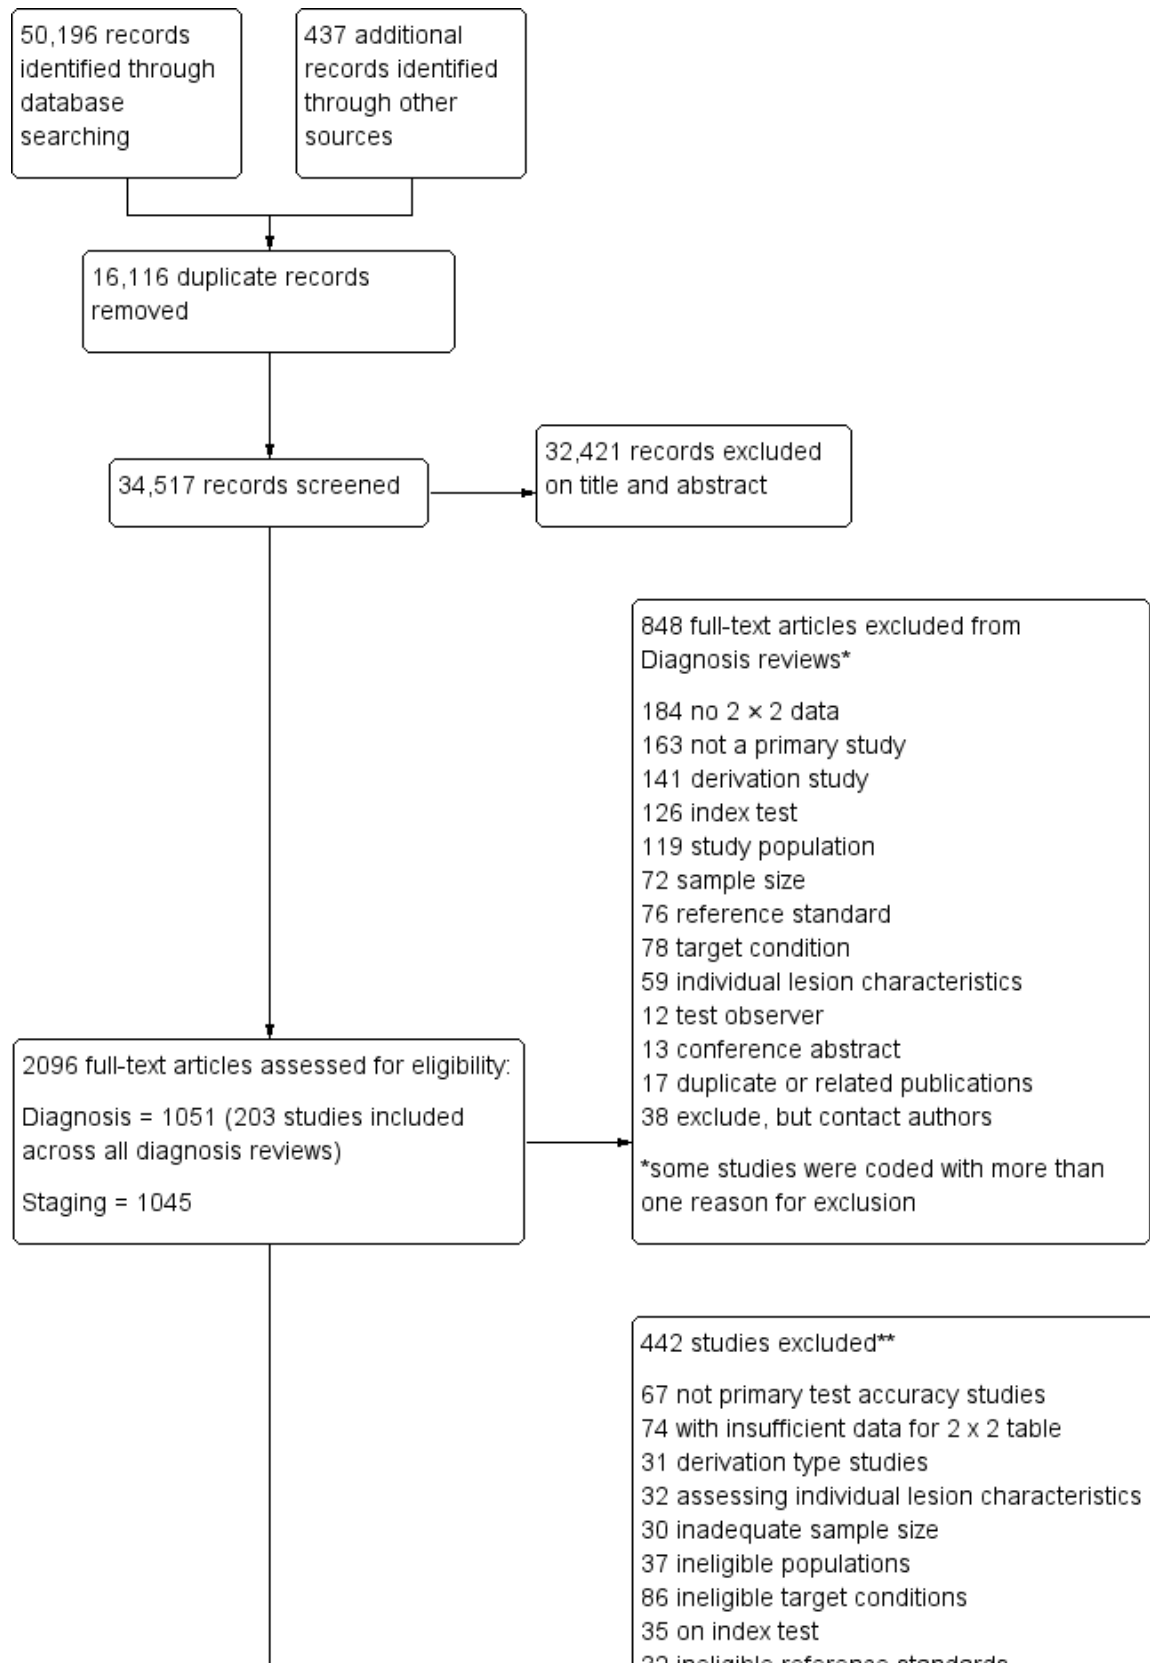 50,196 records
identified through
database
searching
437 additional
records identified
through other
sources
16,116 duplicate records
removed
34,517 records screened
32,421 records excluded
on title and abstract
848 full-text articles excluded from
Diagnosis reviews*
184 no 2 × 2 data
163 not a primary study
141 derivation study
126 index test
119 study population
72 sample size
76 reference standard
78 target condition
59 individual lesion characteristics
12 test observer
13 conference abstract
17 duplicate or related publications
38 exclude, but contact authors
*some studies were coded with more than
one reason for exclusion
2096 full-text articles assessed for eligibility:
Diagnosis = 1051 (203 studies included
across all diagnosis reviews)
Staging = 1045
442 studies excluded**
67 not primary test accuracy studies
74 with insufficient data for 2 x 2 table
31 derivation type studies
32 assessing individual lesion characteristics
30 inadequate sample size
37 ineligible populations
86 ineligible target conditions
35 on index test
ineligible reference standards